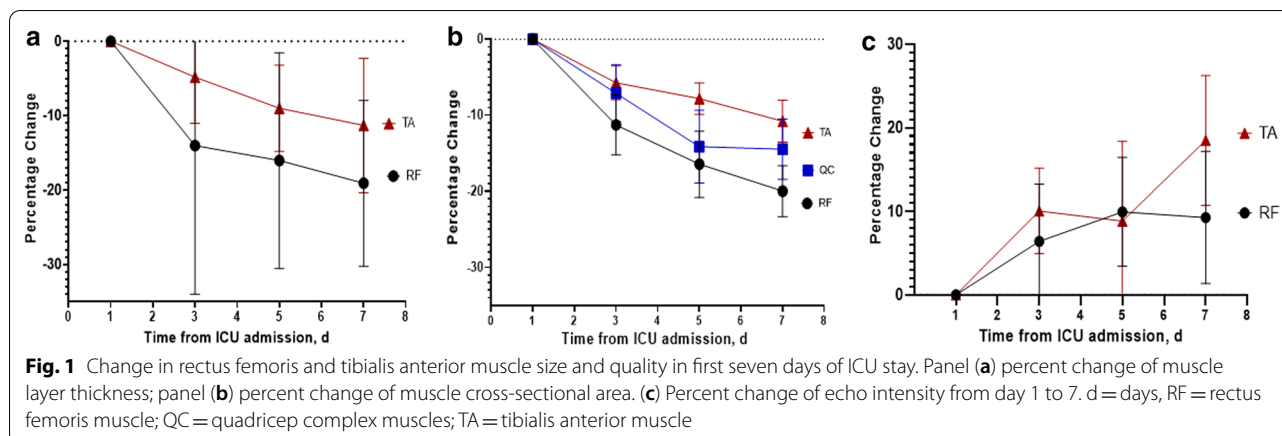 a
0
-10
-20
-30
Percentage Change
TA
RF
0 1 2 3 4 5 6 7 8
Time from ICU admission, d
b
0
-10
-20
-30
Percentage Change
TA
QC
RF
0 1 2 3 4 5 6 7 8
Time from ICU admission, d
c
30
20
10
0
Percentage Change
TA
RF
1 2 3 4 5 6 7 8
Time from ICU admission, d
Fig. 1 Change in rectus femoris and tibialis anterior muscle size and quality in first seven days of ICU stay. Panel (a) percent change of muscle
layer thickness; panel (b) percent change of muscle cross-sectional area. (c) Percent change of echo intensity from day 1 to 7. d = days, RF = rectus
femoris muscle; QC = quadricep complex muscles; TA = tibialis anterior muscle